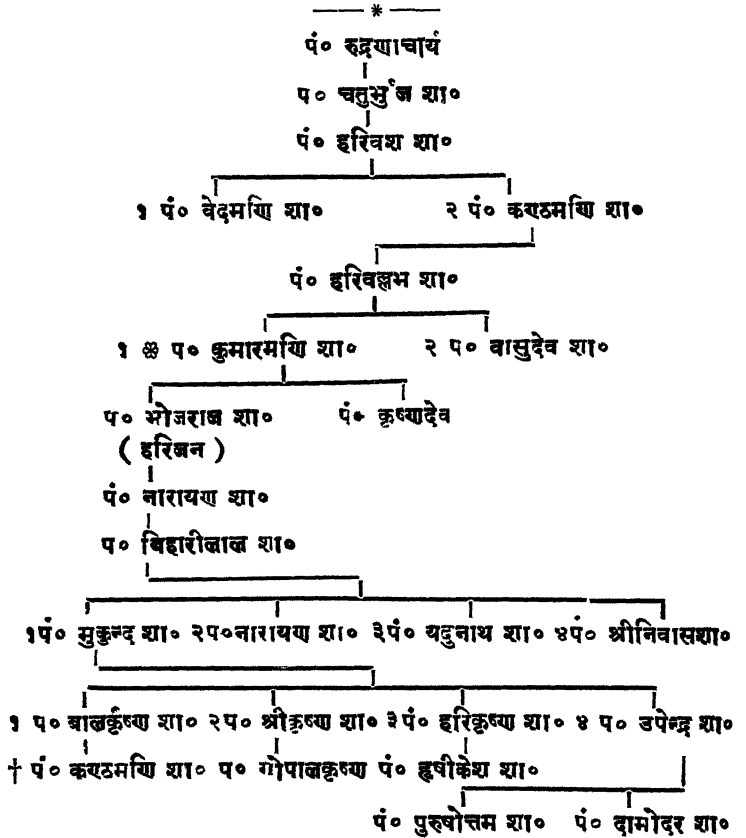 पं० रुद्रणाचार्य
प० चतुर्भुज शा०
पं० हरिवश शा०
१ पं० वेदमणि शा० २ पं० कण्ठमणि शा०
पं० हरिवल्लभ शा०
१ ❀ प० कुमारमणि शा० २ प० वासुदेव शा०
प० भोजराज शा० पं० कृष्णदेव
( हरिजन )
पं० नारायण शा०
प० बिहारीलाल शा०
१पं० मुकुन्द शा० २प०नारायण शा० ३पं० यदुनाथ शा० ४पं० श्रीनिवासशा०
१ प० बालकृष्ण शा० २प० श्रीकृष्ण शा० ३पं० हरिकृष्ण शा० ४ प० उपेन्द्र शा०
† पं० कण्ठमणि शा० प० गोपालकृष्ण पं० हृषीकेश शा०
पं० पुरुषोत्तम शा० पं० दामोदर शा०